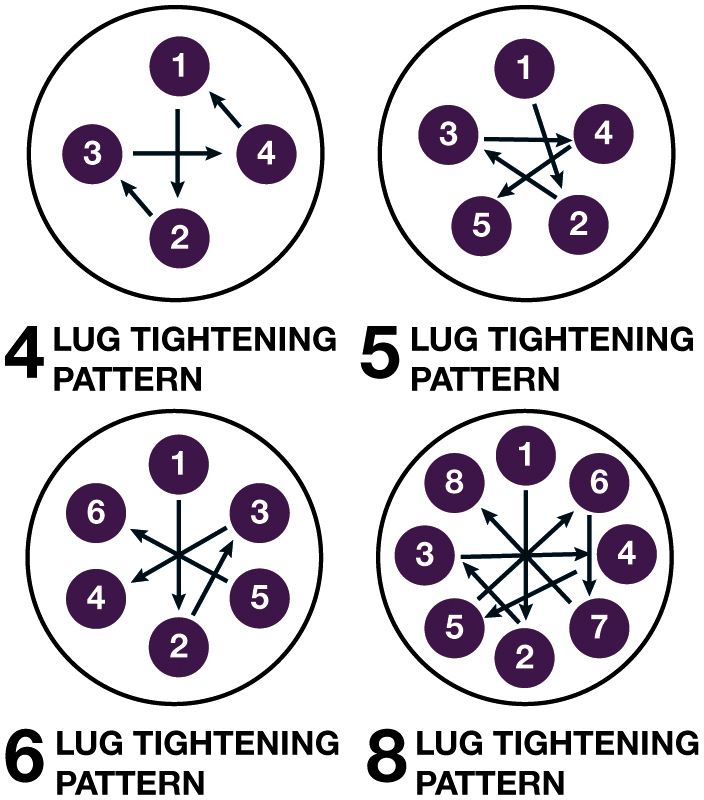 1
3 4
2
4 LUG TIGHTENING
PATTERN
1
3 4
5 2
5 LUG TIGHTENING
PATTERN
1
6 3
4 5
2
6 LUG TIGHTENING
PATTERN
1
8 6
3 4
5 7
2
8 LUG TIGHTENING
PATTERN